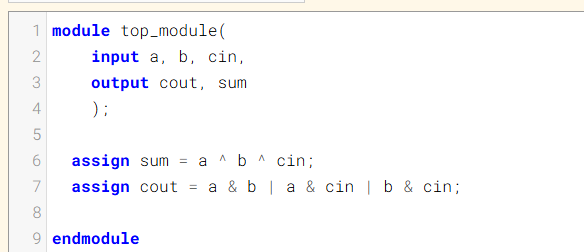 1 module top_module(
2     input a, b, cin,
3     output cout, sum
4     );
5
6   assign sum = a ^ b ^ cin;
7   assign cout = a & b | a & cin | b & cin;
8
9 endmodule